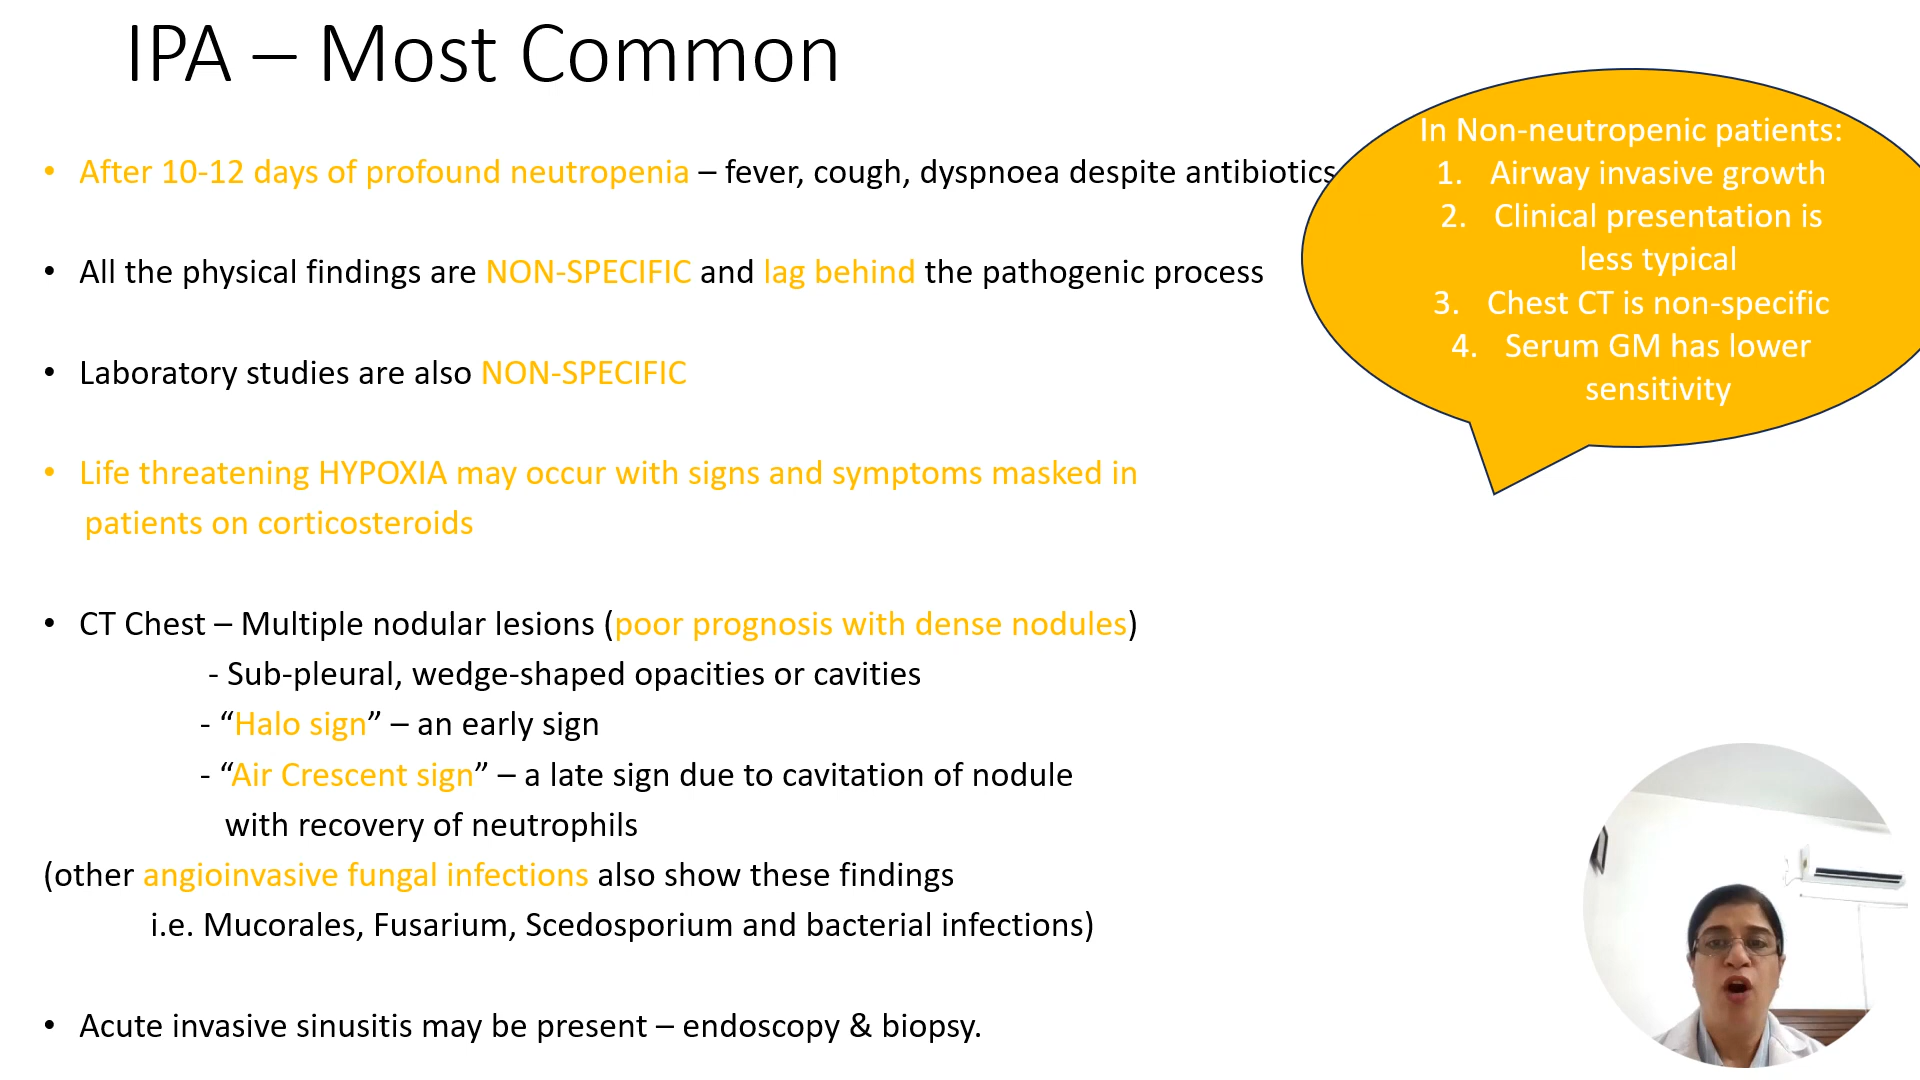 IPA – Most Common
• After 10-12 days of profound neutropenia – fever, cough, dyspnoea despite antibiotics
• All the physical findings are NON-SPECIFIC and lag behind the pathogenic process
• Laboratory studies are also NON-SPECIFIC
• Life threatening HYPOXIA may occur with signs and symptoms masked in
patients on corticosteroids
• CT Chest – Multiple nodular lesions (poor prognosis with dense nodules)
- Sub-pleural, wedge-shaped opacities or cavities
- “Halo sign” – an early sign
- “Air Crescent sign” – a late sign due to cavitation of nodule
with recovery of neutrophils
(other angioinvasive fungal infections also show these findings
i.e. Mucorales, Fusarium, Scedosporium and bacterial infections)
• Acute invasive sinusitis may be present – endoscopy & biopsy.
In Non-neutropenic patients:
1. Airway invasive growth
2. Clinical presentation is
less typical
3. Chest CT is non-specific
4. Serum GM has lower
sensitivity